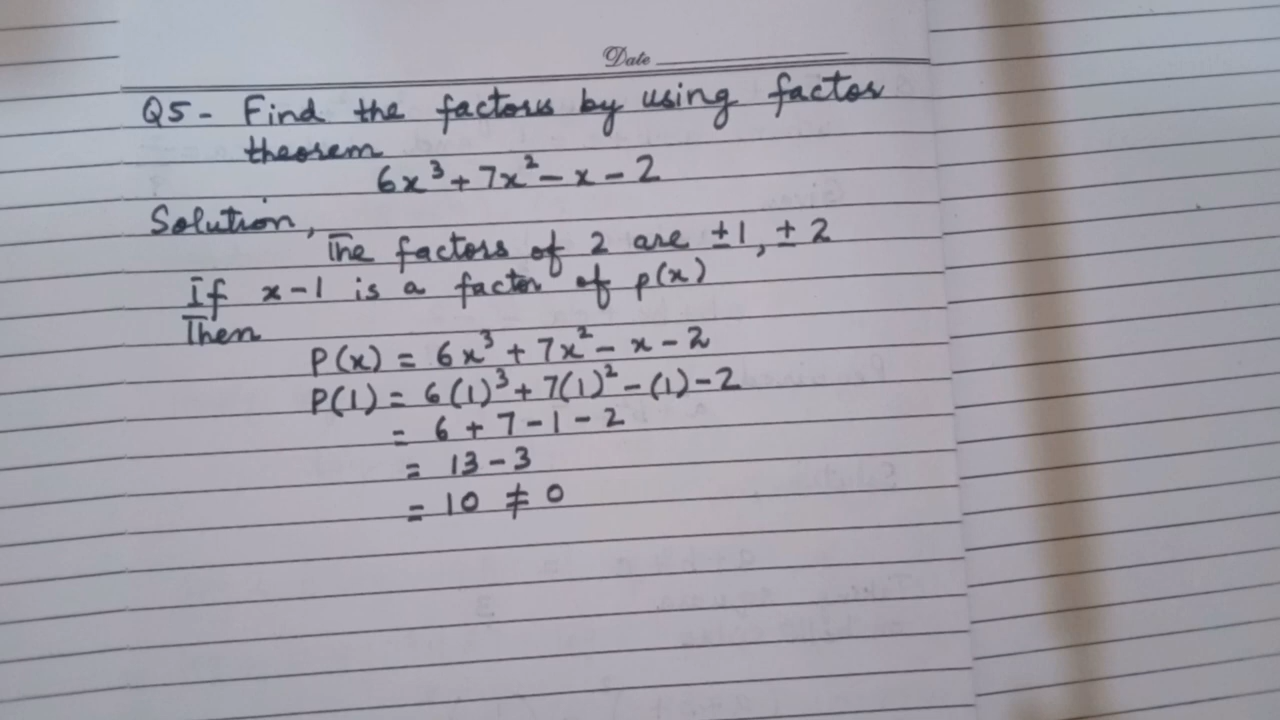 Date
Q5- Find the factors by using factor
theorem
6x³ + 7x² - x - 2
Solution,
The factors of 2 are ±1, ± 2
If x-1 is a factor of p(x)
Then
P(x) = 6x³ + 7x² - x - 2
P(1) = 6(1)³ + 7(1)² - (1) - 2
= 6 + 7 - 1 - 2
= 13 - 3
= 10 ≠ 0